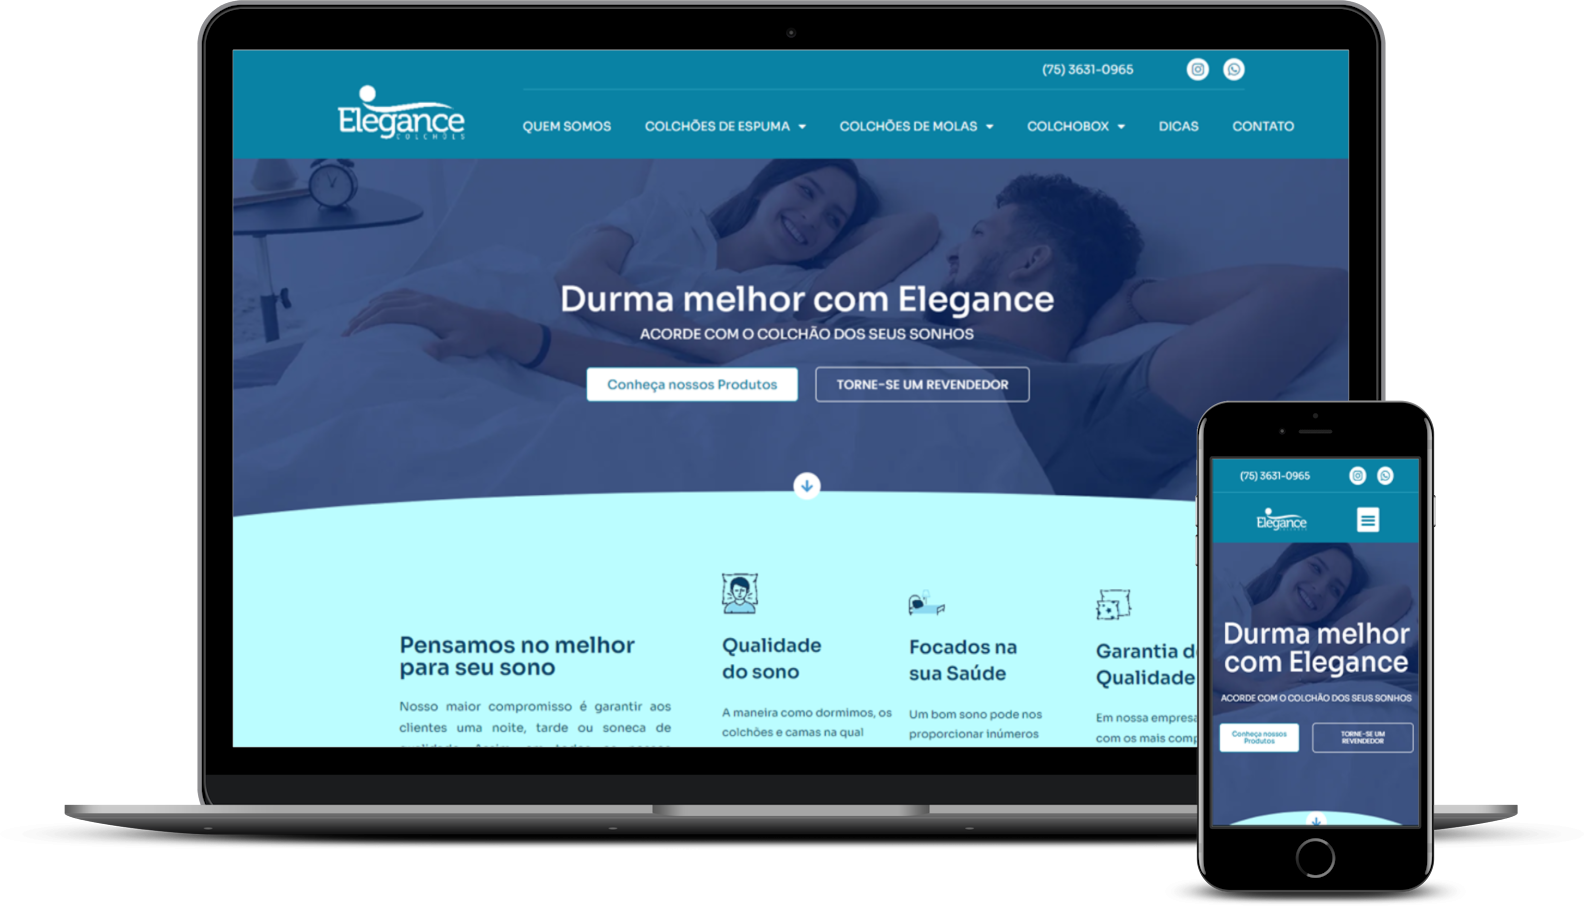 (75) 3631-0965
Elegance
COLCHÕES
QUEM SOMOS
COLCHÕES DE ESPUMA
COLCHÕES DE MOLAS
COLCHOBOX
DICAS
CONTATO
Durma melhor com Elegance
ACORDE COM O COLCHÃO DOS SEUS SONHOS
Conheça nossos Produtos
TORNE-SE UM REVENDEDOR
Pensamos no melhor
para seu sono
Nosso maior compromisso é garantir aos
clientes uma noite, tarde ou soneca de
Qualidade
do sono
A maneira como dormimos, os
colchões e camas na qual
Focados na
sua Saúde
Um bom sono pode nos
proporcionar inúmeros
Garantia d
Qualidade
Em nossa empresa
com os mais comp
(75) 3631-0965
Elegance
Durma melhor
com Elegance
ACORDE COM O COLCHÃO DOS SEUS SONHOS
Conheça nossos
Produtos
TORNE-SE UM
REVENDEDOR